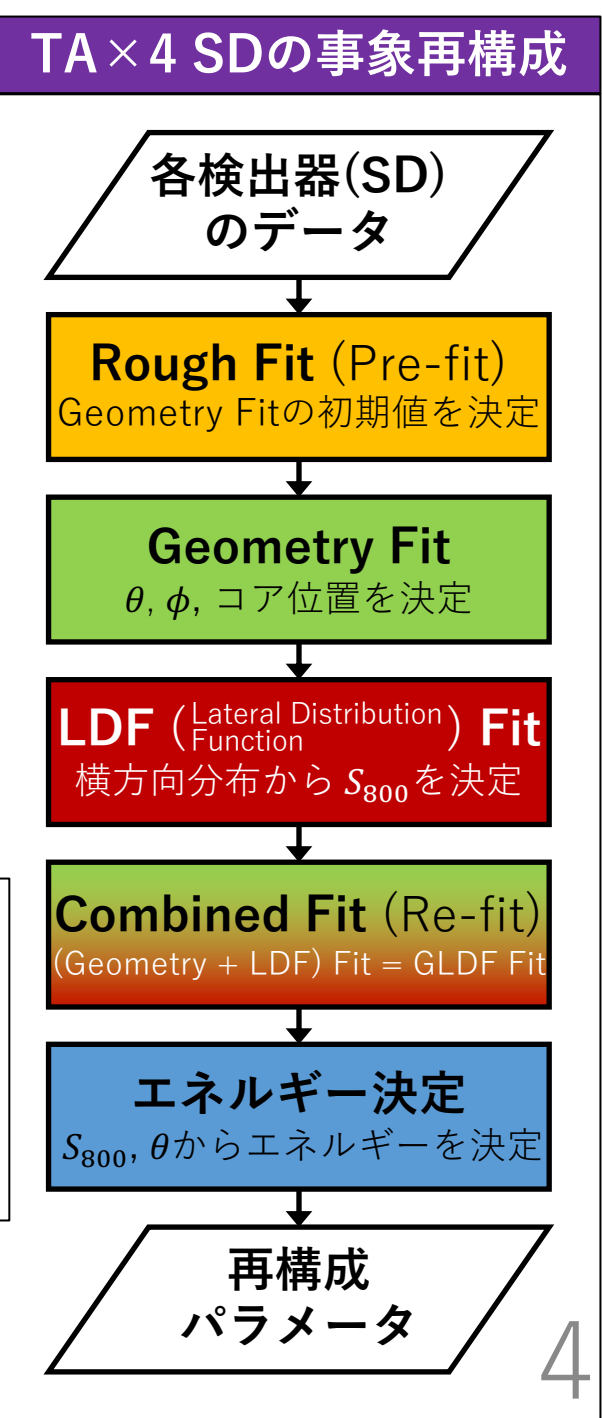 TA×4 SDの事象再構成
各検出器(SD)
のデータ
Rough Fit (Pre-fit)
Geometry Fitの初期値を決定
Geometry Fit
θ, ϕ, コア位置を決定
LDF (Lateral Distribution Function) Fit
横方向分布から S₈₀₀を決定
Combined Fit (Re-fit)
(Geometry + LDF) Fit = GLDF Fit
エネルギー決定
S₈₀₀, θからエネルギーを決定
再構成
パラメータ
4